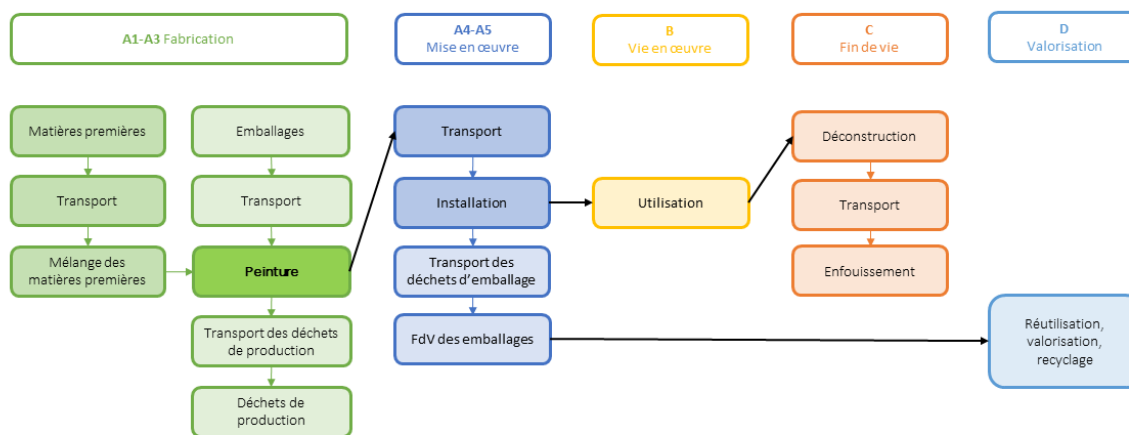 A1-A3 Fabrication
A4-A5
Mise en œuvre
B
Vie en œuvre
C
Fin de vie
D
Valorisation
Matières premières
Emballages
Transport
Déconstruction
Transport
Transport
Installation
Utilisation
Transport
Mélange des
matières premières
Peinture
Transport des
déchets d’emballage
Enfouissement
Transport des déchets
de production
FdV des emballages
Réutilisation,
valorisation,
recyclage
Déchets de
production